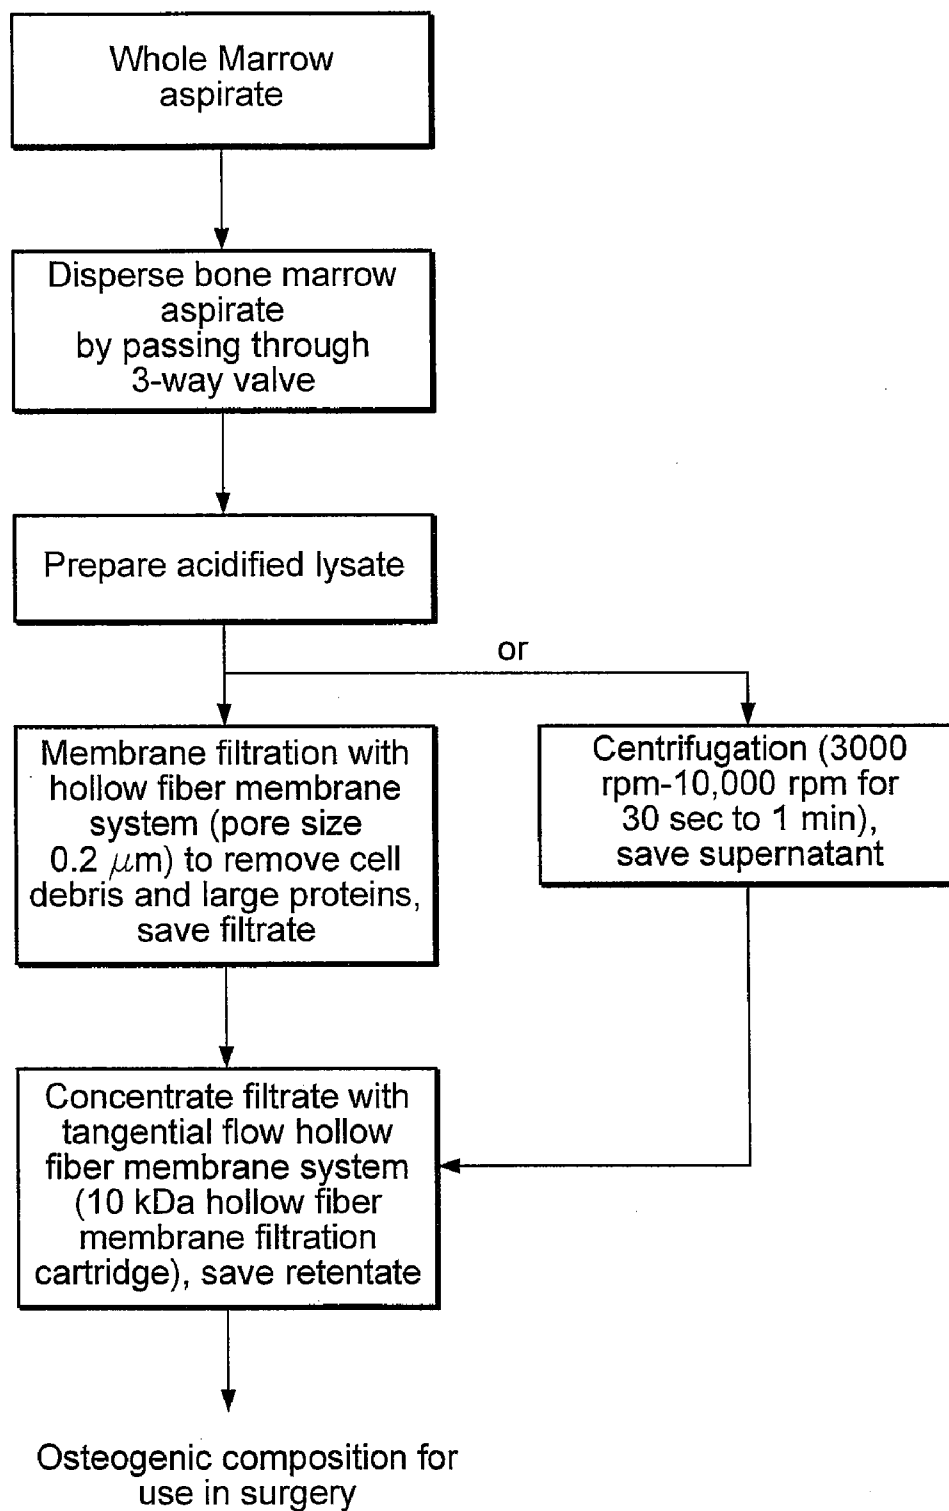 Whole Marrow
aspirate
Disperse bone marrow
aspirate
by passing through
3-way valve
Prepare acidified lysate
or
Membrane filtration with
hollow fiber membrane
system (pore size
0.2 μm) to remove cell
debris and large proteins,
save filtrate
Centrifugation (3000
rpm-10,000 rpm for
30 sec to 1 min),
save supernatant
Concentrate filtrate with
tangential flow hollow
fiber membrane system
(10 kDa hollow fiber
membrane filtration
cartridge), save retentate
Osteogenic composition for
use in surgery